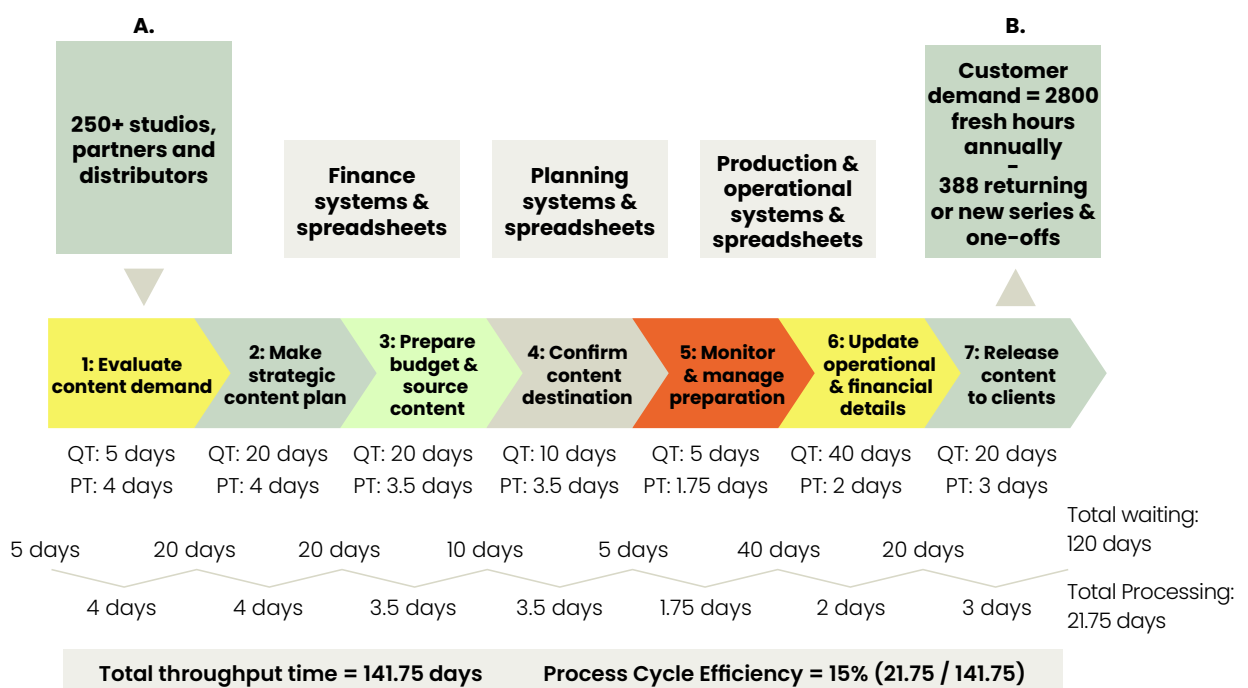 A.
B.
250+ studios,
partners and
distributors
Finance
systems &
spreadsheets
Planning
systems &
spreadsheets
Production &
operational
systems &
spreadsheets
Customer
demand = 2800
fresh hours
annually
–
388 returning
or new series &
one-offs
1: Evaluate
content demand
2: Make
strategic
content plan
3: Prepare
budget &
source
content
4: Confirm
content
destination
5: Monitor
& manage
preparation
6: Update
operational
& financial
details
7: Release
content
to clients
QT: 5 days
PT: 4 days
QT: 20 days
PT: 4 days
QT: 20 days
PT: 3.5 days
QT: 10 days
PT: 3.5 days
QT: 5 days
PT: 1.75 days
QT: 40 days
PT: 2 days
QT: 20 days
PT: 3 days
5 days
20 days
20 days
10 days
5 days
40 days
20 days
Total waiting:
120 days
4 days
4 days
3.5 days
3.5 days
1.75 days
2 days
3 days
Total Processing:
21.75 days
Total throughput time = 141.75 days
Process Cycle Efficiency = 15% (21.75 / 141.75)